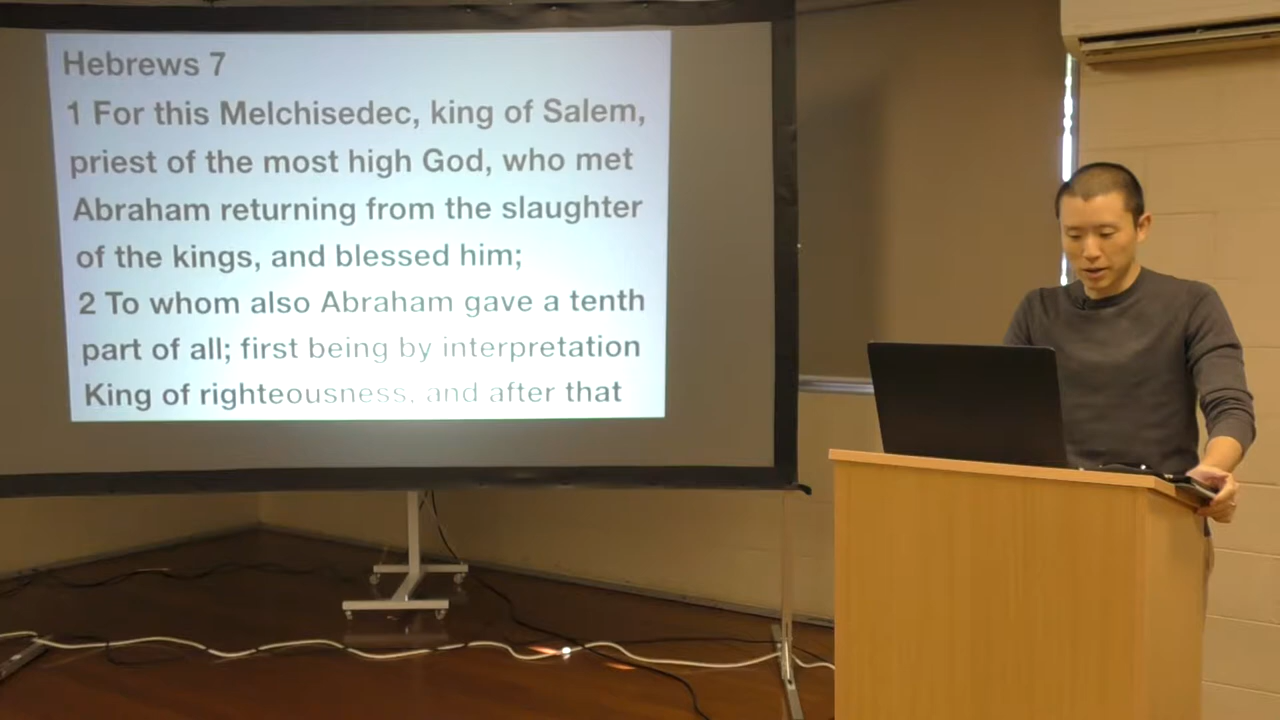 Hebrews 7
1 For this Melchisedec, king of Salem,
priest of the most high God, who met
Abraham returning from the slaughter
of the kings, and blessed him;
2 To whom also Abraham gave a tenth
part of all; first being by interpretation
King of righteousness, and after that